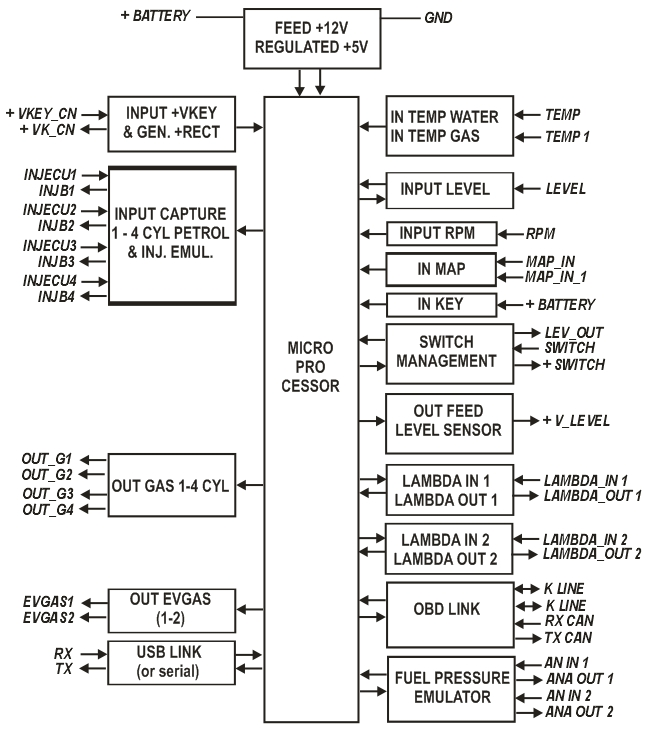 + BATTERY
FEED +12V
REGULATED +5V
GND
+ VKEY_CN
+ VK_CN
INPUT +VKEY
& GEN. +RECT
INJECU1
INJB1
INJECU2
INJB2
INJECU3
INJB3
INJECU4
INJB4
INPUT CAPTURE
1 - 4 CYL PETROL
& INJ. EMUL.
OUT_G1
OUT_G2
OUT_G3
OUT_G4
OUT GAS 1-4 CYL
EVGAS1
EVGAS2
OUT EVGAS
(1-2)
RX
TX
USB LINK
(or serial)
MICRO
PRO
CESSOR
IN TEMP WATER
IN TEMP GAS
TEMP
TEMP 1
INPUT LEVEL
LEVEL
INPUT RPM
RPM
IN MAP
MAP_IN
MAP_IN_1
IN KEY
+ BATTERY
SWITCH
MANAGEMENT
LEV_OUT
SWITCH
+ SWITCH
OUT FEED
LEVEL SENSOR
+ V_LEVEL
LAMBDA IN 1
LAMBDA OUT 1
LAMBDA_IN 1
LAMBDA_OUT 1
LAMBDA IN 2
LAMBDA OUT 2
LAMBDA_IN 2
LAMBDA_OUT 2
OBD LINK
K LINE
K LINE
RX CAN
TX CAN
FUEL PRESSURE
EMULATOR
AN IN 1
ANA OUT 1
AN IN 2
ANA OUT 2